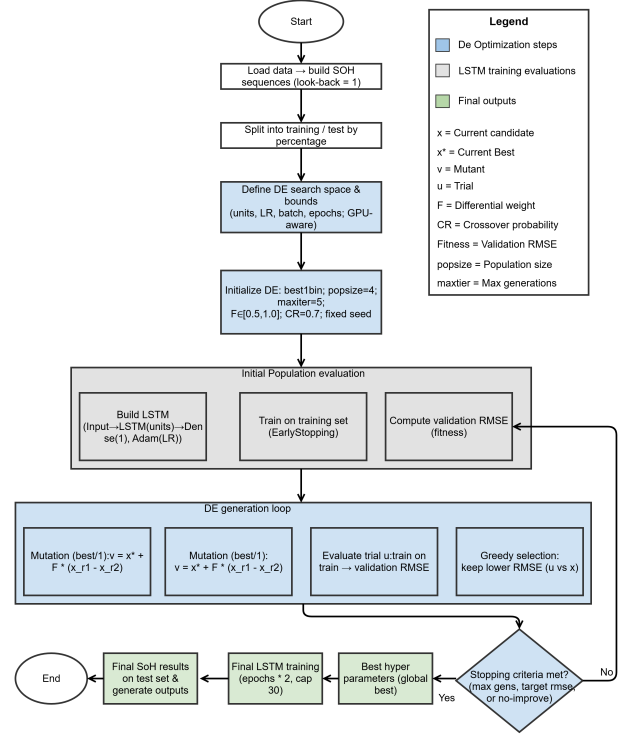 Start
Load data → build SOH
sequences (look-back = 1)
Split into training / test by
percentage
Define DE search space &
bounds
(units, LR, batch, epochs; GPU-
aware)
Initialize DE: best1bin; popsize=4;
maxiter=5;
F∈[0.5,1.0]; CR=0.7; fixed seed
Initial Population evaluation
Build LSTM
(Input→LSTM(units)→Den
se(1), Adam(LR))
Train on training set
(EarlyStopping)
Compute validation RMSE
(fitness)
DE generation loop
Mutation (best/1):v = x* +
F * (x_r1 - x_r2)
Mutation (best/1):
v = x* + F * (x_r1 - x_r2)
Evaluate trial u:train on
train → validation RMSE
Greedy selection:
keep lower RMSE (u vs x)
Stopping criteria met?
(max gens, target rmse,
or no-improve)
No
Yes
Best hyper
parameters (global
best)
Final LSTM training
(epochs * 2, cap
30)
Final SoH results
on test set &
generate outputs
End
Legend
De Optimization steps
LSTM training evaluations
Final outputs
x = Current candidate
x* = Current Best
v = Mutant
u = Trial
F = Differential weight
CR = Crossover probability
Fitness = Validation RMSE
popsize = Population size
maxtier = Max generations